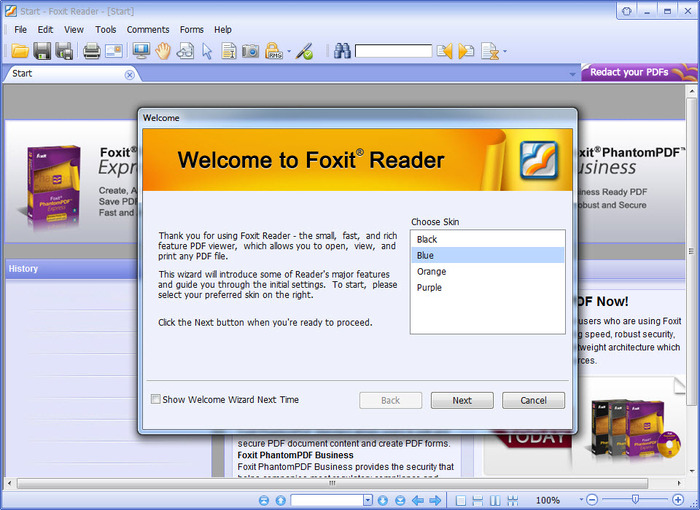 Start - Foxit Reader - [Start]
File Edit View Tools Comments Forms Help
Start
Redact your PDFs
Welcome
Welcome to Foxit® Reader
Foxit®
Expr
Create, A
Save PDF
Fast and
Foxit
PhantomPDF
Express
xit®PhantomPDF™
usiness
siness Ready PDF
obust and Secure
Thank you for using Foxit Reader - the small, fast, and rich
feature PDF viewer, which allows you to open, view, and
print any PDF file.
This wizard will introduce some of Reader's major features
and guide you through the initial settings. To start, please
select your preferred skin on the right.
Click the Next button when you're ready to proceed.
Choose Skin
Black
Blue
Orange
Purple
Show Welcome Wizard Next Time
Back
Next
Cancel
History
DF Now!
users who are using Foxit
g speed, robust security,
tweight architecture which
rces.
TODAY
secure PDF document content and create PDF forms.
Foxit PhantomPDF Business
Foxit PhantomPDF Business provides the security that
100%